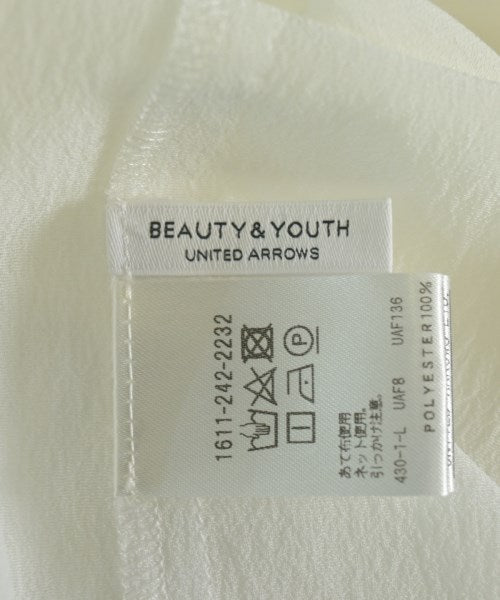 BEAUTY&YOUTH
UNITED ARROWS
1611-242-2232
P
あて布使用
ネット使用。
引っかけ注意。
430-1-L UAF8 UAF136
POLYESTER100%